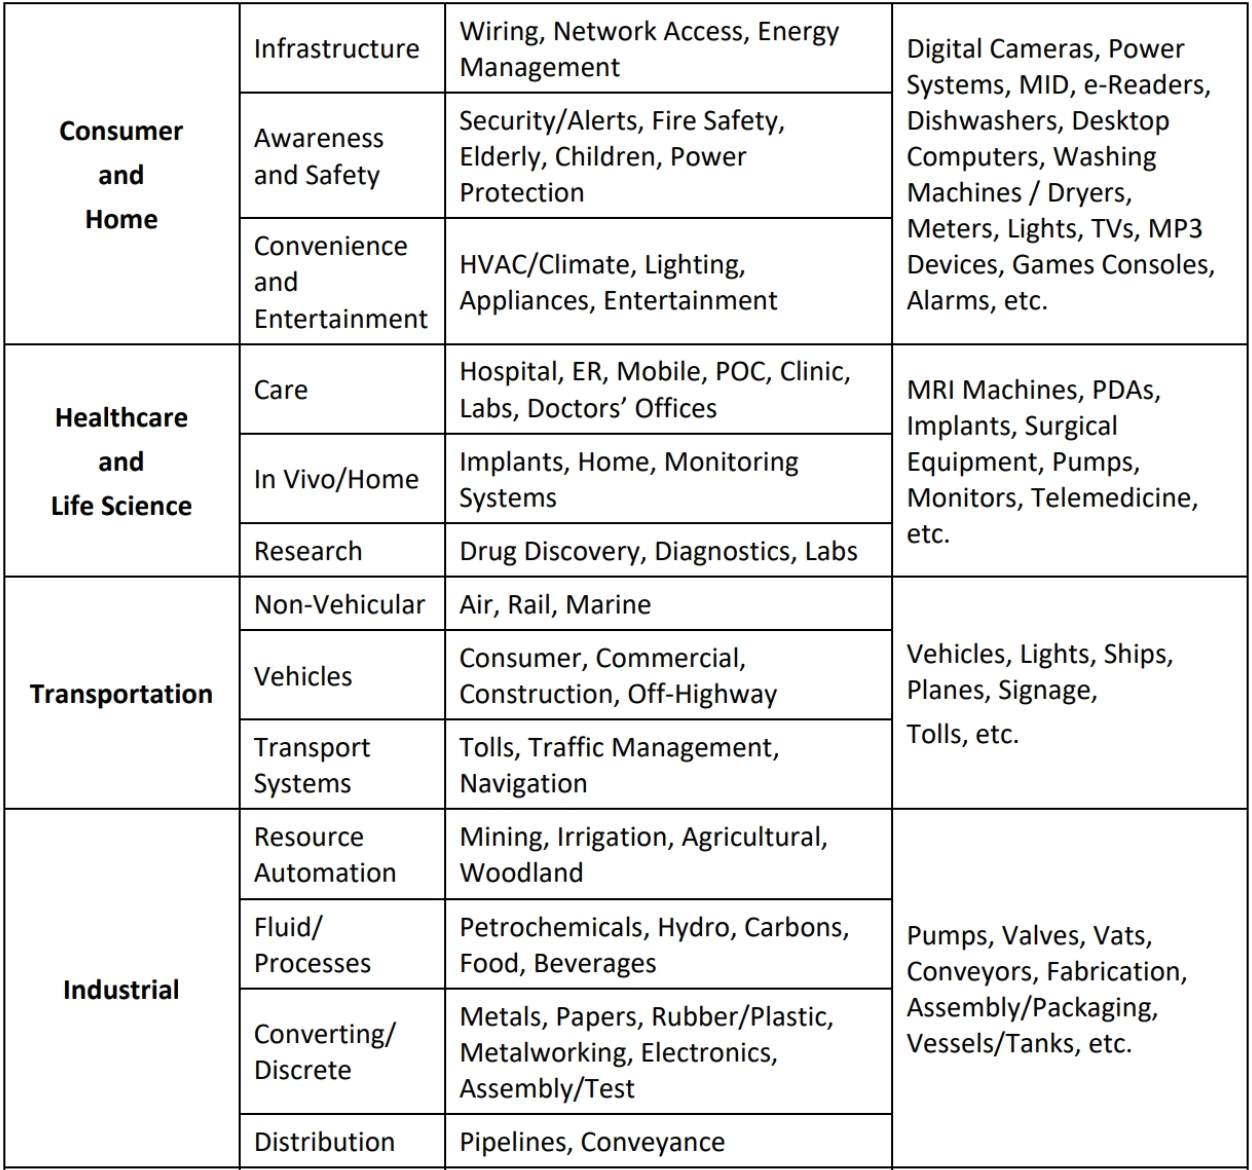 Consumer
and
Home
Infrastructure
Wiring, Network Access, Energy
Management
Awareness
and Safety
Security/Alerts, Fire Safety,
Elderly, Children, Power
Protection
Convenience
and
Entertainment
HVAC/Climate, Lighting,
Appliances, Entertainment
Digital Cameras, Power
Systems, MID, e-Readers,
Dishwashers, Desktop
Computers, Washing
Machines / Dryers,
Meters, Lights, TVs, MP3
Devices, Games Consoles,
Alarms, etc.
Healthcare
and
Life Science
Care
Hospital, ER, Mobile, POC, Clinic,
Labs, Doctors’ Offices
In Vivo/Home
Implants, Home, Monitoring
Systems
Research
Drug Discovery, Diagnostics, Labs
MRI Machines, PDAs,
Implants, Surgical
Equipment, Pumps,
Monitors, Telemedicine,
etc.
Transportation
Non-Vehicular
Air, Rail, Marine
Vehicles
Consumer, Commercial,
Construction, Off-Highway
Transport
Systems
Tolls, Traffic Management,
Navigation
Vehicles, Lights, Ships,
Planes, Signage,
Tolls, etc.
Industrial
Resource
Automation
Mining, Irrigation, Agricultural,
Woodland
Fluid/
Processes
Petrochemicals, Hydro, Carbons,
Food, Beverages
Converting/
Discrete
Metals, Papers, Rubber/Plastic,
Metalworking, Electronics,
Assembly/Test
Distribution
Pipelines, Conveyance
Pumps, Valves, Vats,
Conveyors, Fabrication,
Assembly/Packaging,
Vessels/Tanks, etc.